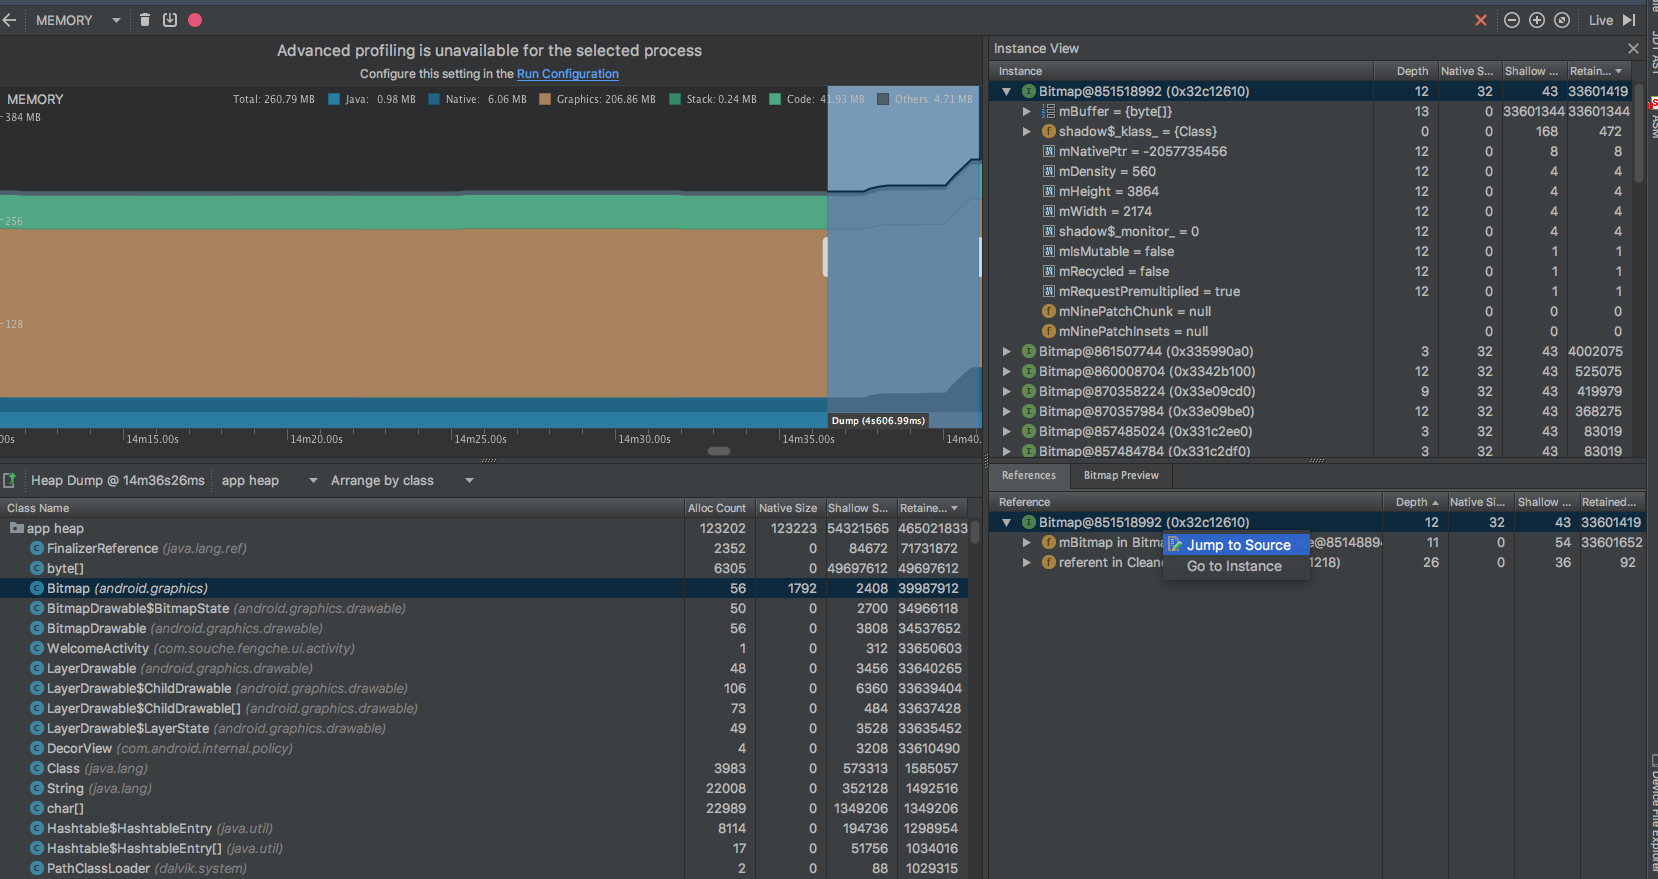 MEMORY
Live
Advanced profiling is unavailable for the selected process
Configure this setting in the Run Configuration
MEMORY
Total: 260.79 MB Java: 0.98 MB Native: 6.06 MB Graphics: 206.86 MB Stack: 0.24 MB Code: 41.93 MB Others: 4.71 MB
384 MB
256
128
Dump (4s606.99ms)
00s 14m15.00s 14m20.00s 14m25.00s 14m30.00s 14m35.00s 14m40.
Heap Dump @ 14m36s26ms app heap Arrange by class
Class Name Alloc Count Native Size Shallow S... Retaine...
app heap 123202 123223 54321565 465021833
FinalizerReference (java.lang.ref) 2352 0 84672 71731872
byte[] 6305 0 49697612 49697612
Bitmap (android.graphics) 56 1792 2408 39987912
BitmapDrawable$BitmapState (android.graphics.drawable) 50 0 2700 34966118
BitmapDrawable (android.graphics.drawable) 56 0 3808 34537652
WelcomeActivity (com.souche.fengche.ui.activity) 1 0 312 33650603
LayerDrawable (android.graphics.drawable) 48 0 3456 33640265
LayerDrawable$ChildDrawable (android.graphics.drawable) 106 0 6360 33639404
LayerDrawable$ChildDrawable[] (android.graphics.drawable) 73 0 484 33637428
LayerDrawable$LayerState (android.graphics.drawable) 49 0 3528 33635452
DecorView (com.android.internal.policy) 4 0 3208 33610490
Class (java.lang) 3983 0 573313 1585057
String (java.lang) 22008 0 352128 1492516
char[] 22989 0 1349206 1349206
Hashtable$HashtableEntry (java.util) 8114 0 194736 1298954
Hashtable$HashtableEntry[] (java.util) 17 0 51756 1034016
PathClassLoader (dalvik.system) 2 0 88 1029315
Instance View
Instance Depth Native S... Shallow ... Retain...
Bitmap@851518992 (0x32c12610) 12 32 43 33601419
mBuffer = {byte[]} 13 0 33601344 33601344
shadow$_klass_ = {Class} 0 0 168 472
mNativePtr = -2057735456 12 0 8 8
mDensity = 560 12 0 4 4
mHeight = 3864 12 0 4 4
mWidth = 2174 12 0 4 4
shadow$_monitor_ = 0 12 0 4 4
mIsMutable = false 12 0 1 1
mRecycled = false 12 0 1 1
mRequestPremultiplied = true 12 0 1 1
mNinePatchChunk = null 0 0 0
mNinePatchInsets = null 0 0 0
Bitmap@861507744 (0x335990a0) 3 32 43 4002075
Bitmap@860008704 (0x3342b100) 12 32 43 525075
Bitmap@870358224 (0x33e09cd0) 9 32 43 419979
Bitmap@870357984 (0x33e09be0) 12 32 43 368275
Bitmap@857485024 (0x331c2ee0) 3 32 43 83019
Bitmap@857484784 (0x331c2df0) 3 32 43 83019
References Bitmap Preview
Reference Depth Native Si... Shallow ... Retained...
Bitmap@851518992 (0x32c12610) 12 32 43 33601419
mBitmap in Bitma e@8514889 11 0 54 33601652
referent in Cleane 1218) 26 0 36 92
Jump to Source
Go to Instance
ASM
Device File Explorer